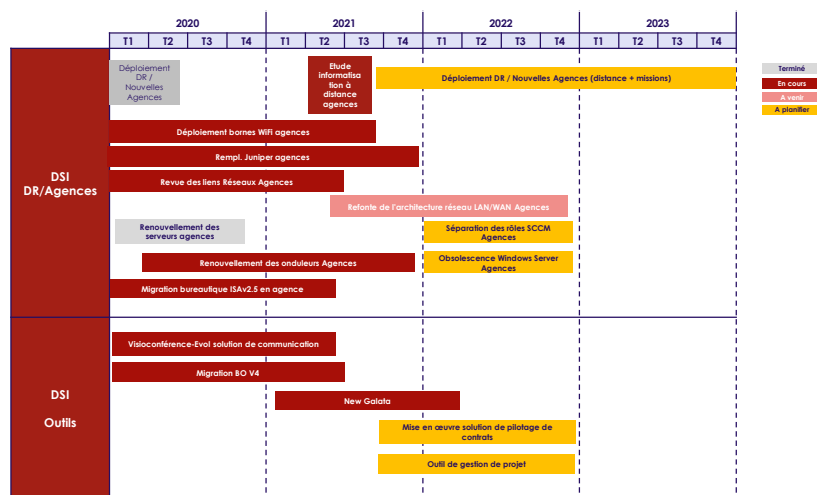 2020
2021
2022
2023
T1 T2 T3 T4 T1 T2 T3 T4 T1 T2 T3 T4 T1 T2 T3 T4
Terminé
En cours
A venir
A planifier
DSI
DR/Agences
Déploiement
DR /
Nouvelles
Agences
Etude
informalisa
tion à
distance
agences
Déploiement DR / Nouvelles Agences (distance + missions)
Déploiement bornes WiFi agences
Rempl. Juniper agences
Revue des liens Réseaux Agences
Refonte de l'architecture réseau LAN/WAN Agences
Renouvellement des
serveurs agences
Séparation des rôles SCCM
Agences
Renouvellement des onduleurs Agences
Obsolescence Windows Server
Agences
Migration bureautique ISAv2.5 en agence
DSI
Outils
Visioconférence-Evol solution de communication
Migration BO V4
New Galata
Mise en œuvre solution de pilotage de
contrats
Outil de gestion de projet